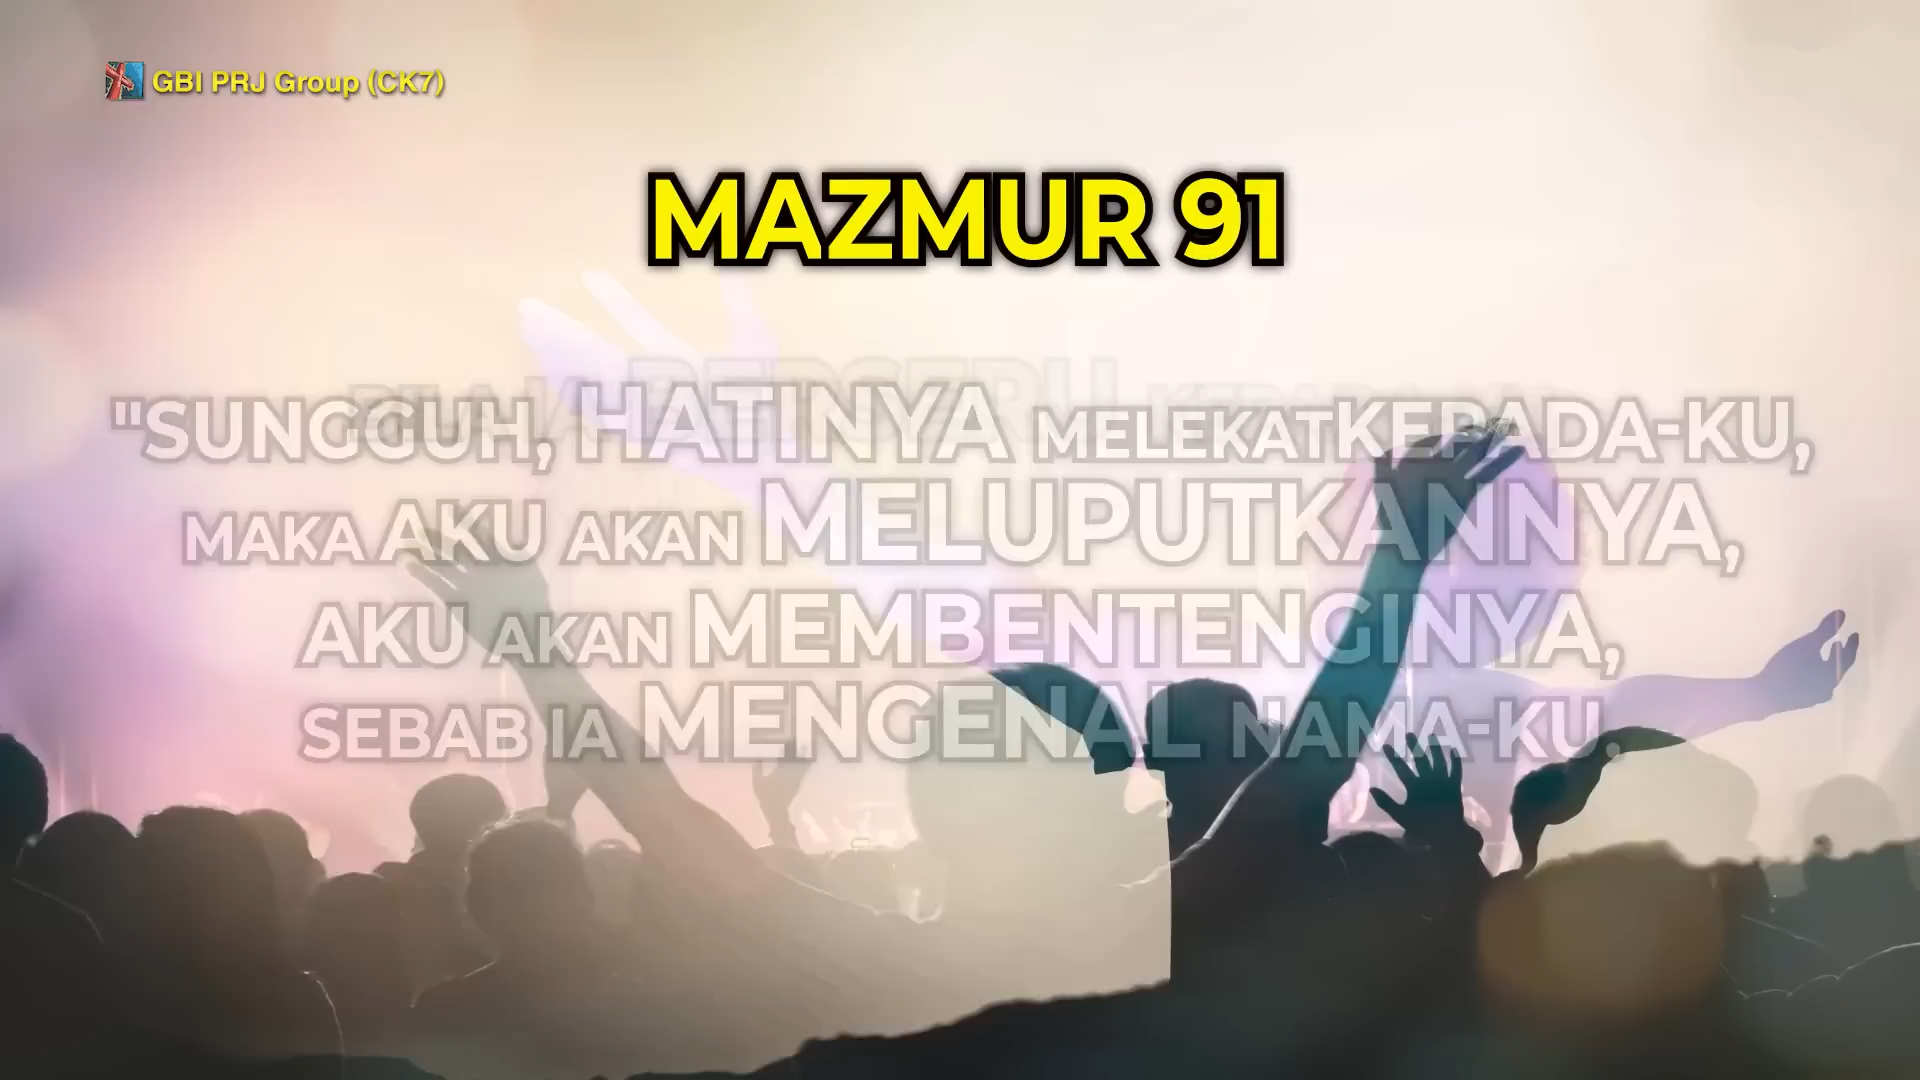 GBI PRJ Group (CK7)
MAZMUR 91
BERSERU
"SUNGGUH, HATINYA MELEKATKEPADA-KU,
MAKA AKU AKAN MELUPUTKANNYA,
AKU AKAN MEMBENTENGINYA,
SEBAB IA MENGENAL NAMA-KU.